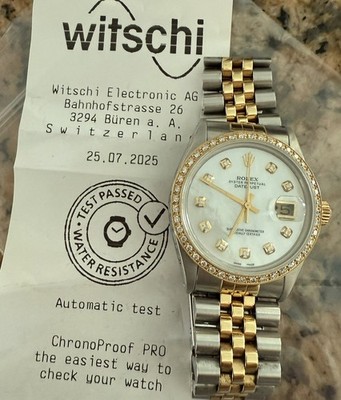 witschi
Witschi Electronic AG
Bahnhofstrasse 26
3294 Büren a. A.
Switzerland
25.07.2025
TEST PASSED
WATER RESISTANCE
Automatic test
ChronoProof PRO
the easiest way to
check your watch
ROLEX
OYSTER PERPETUAL
DATEJUST